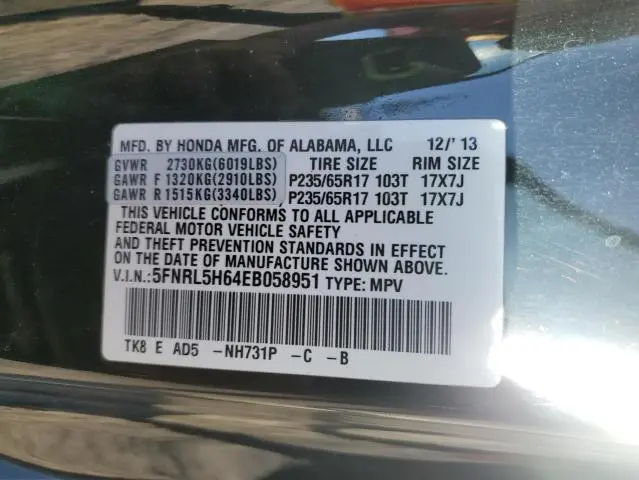 MFD. BY HONDA MFG. OF ALABAMA, LLC 12/'13
GVWR 2730KG(6019LBS) TIRE SIZE RIM SIZE
GAWR F 1320KG(2910LBS) P235/65R17 103T 17X7J
GAWR R 1515KG(3340LBS) P235/65R17 103T 17X7J
THIS VEHICLE CONFORMS TO ALL APPLICABLE
FEDERAL MOTOR VEHICLE SAFETY
AND THEFT PREVENTION STANDARDS IN EFFECT
ON THE DATE OF MANUFACTURE SHOWN ABOVE.
V.I.N.:5FNRL5H64EB058951 TYPE: MPV
TK8 E AD5 -NH731P -C -B